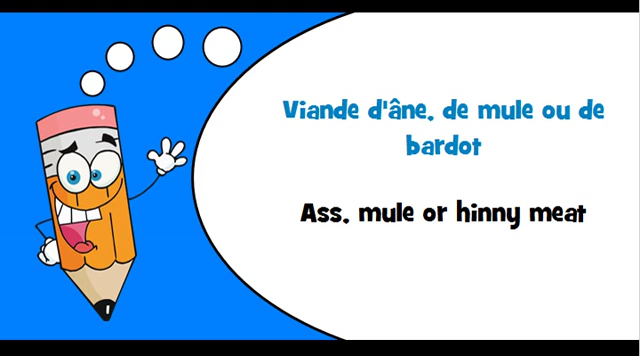 Viande d'âne, de mule ou de
bardot
Ass, mule or hinny meat